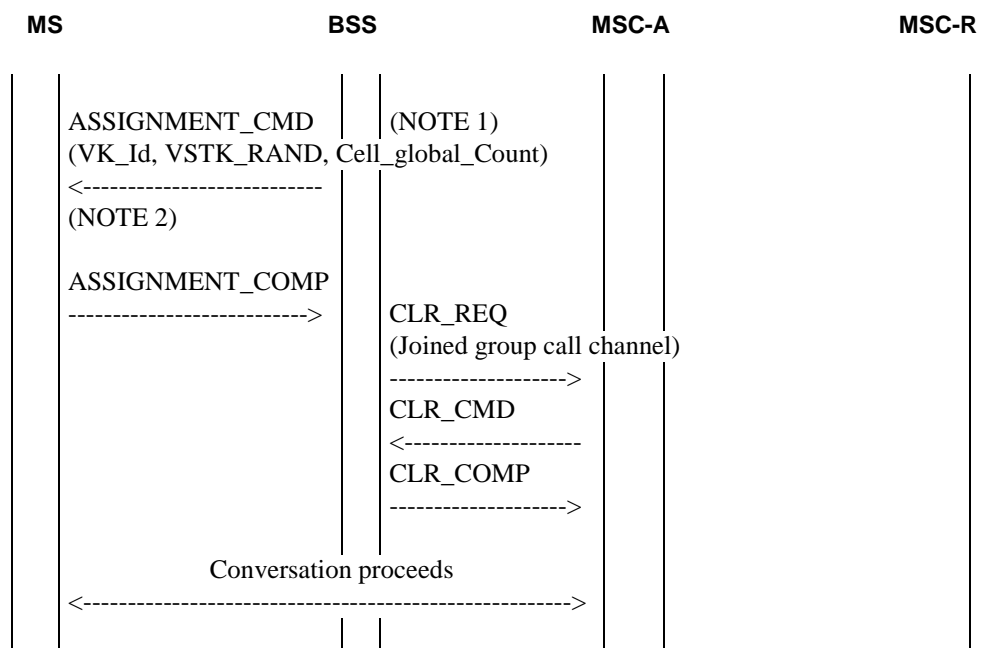 MS BSS MSC-A MSC-R
ASSIGNMENT_CMD (NOTE 1)
(VK_Id, VSTK_RAND, Cell_global_Count)
<---------------------------
(NOTE 2)
ASSIGNMENT_COMP
---------------------------> CLR_REQ
(Joined group call channel)
-------------------->
CLR_CMD
<--------------------
CLR_COMP
-------------------->
Conversation proceeds
<------------------------------------------------------->